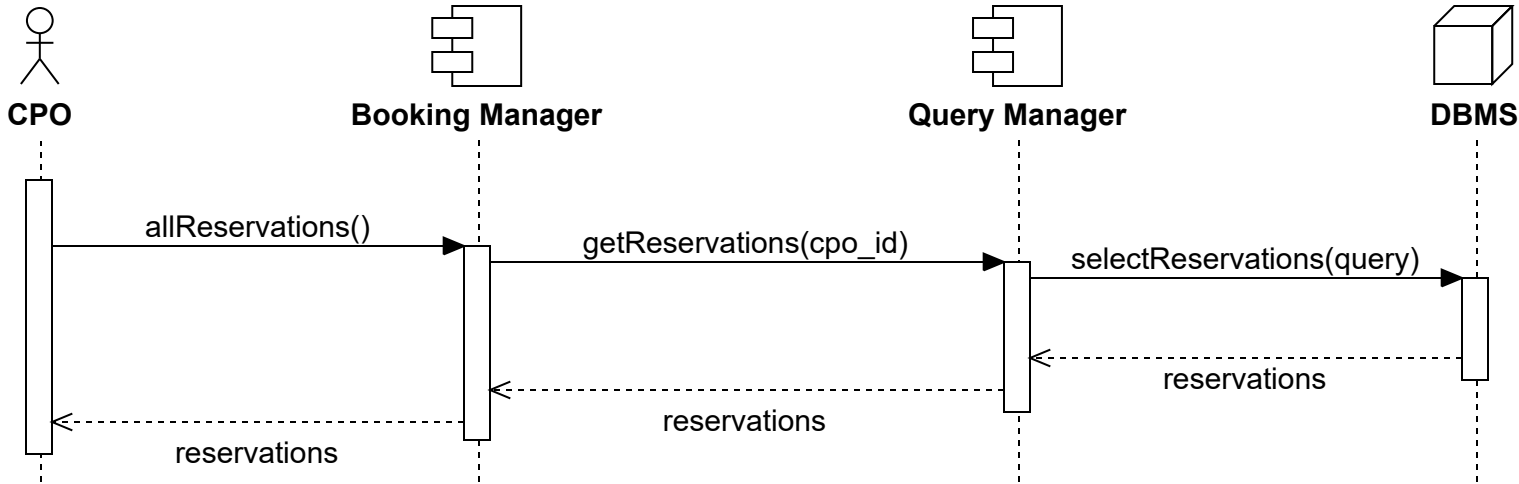 CPO
Booking Manager
Query Manager
DBMS
allReservations()
getReservations(cpo_id)
selectReservations(query)
reservations
reservations
reservations